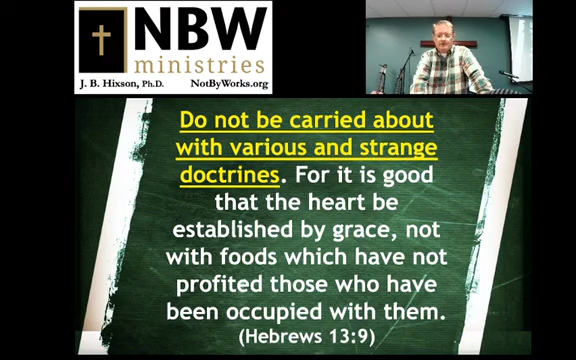 NBW
ministries
J. B. Hixson, Ph.D. NotByWorks.org
Do not be carried about
with various and strange
doctrines. For it is good
that the heart be
established by grace, not
with foods which have not
profited those who have
been occupied with them.
(Hebrews 13:9)